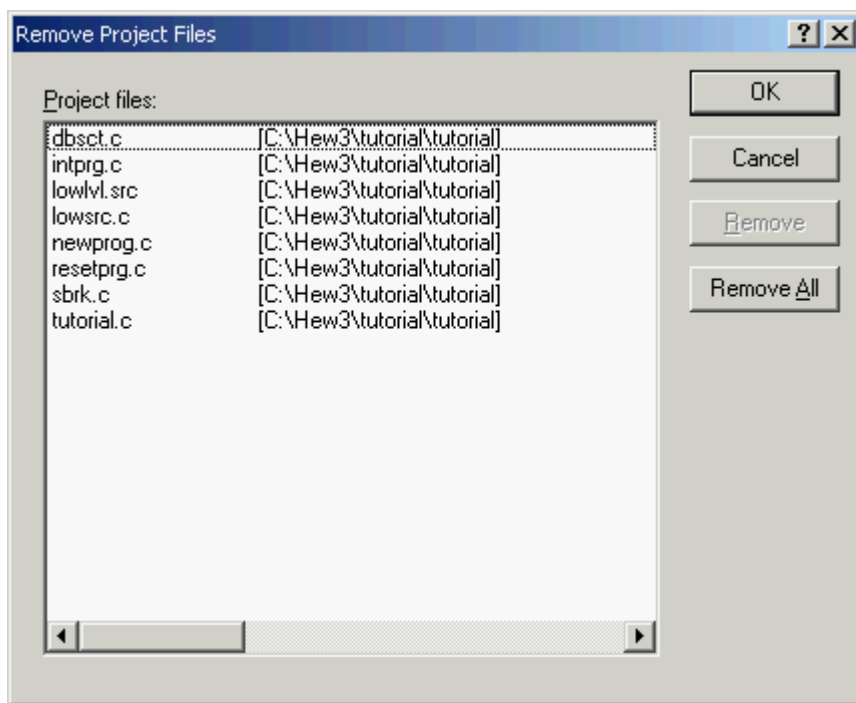 Remove Project Files
Project files:
dbsct.c [C:\Hew3\tutorial\tutorial]
intprg.c [C:\Hew3\tutorial\tutorial]
lowlvl.src [C:\Hew3\tutorial\tutorial]
lowsrc.c [C:\Hew3\tutorial\tutorial]
newprog.c [C:\Hew3\tutorial\tutorial]
resetprg.c [C:\Hew3\tutorial\tutorial]
sbrk.c [C:\Hew3\tutorial\tutorial]
tutorial.c [C:\Hew3\tutorial\tutorial]
OK
Cancel
Remove
Remove All